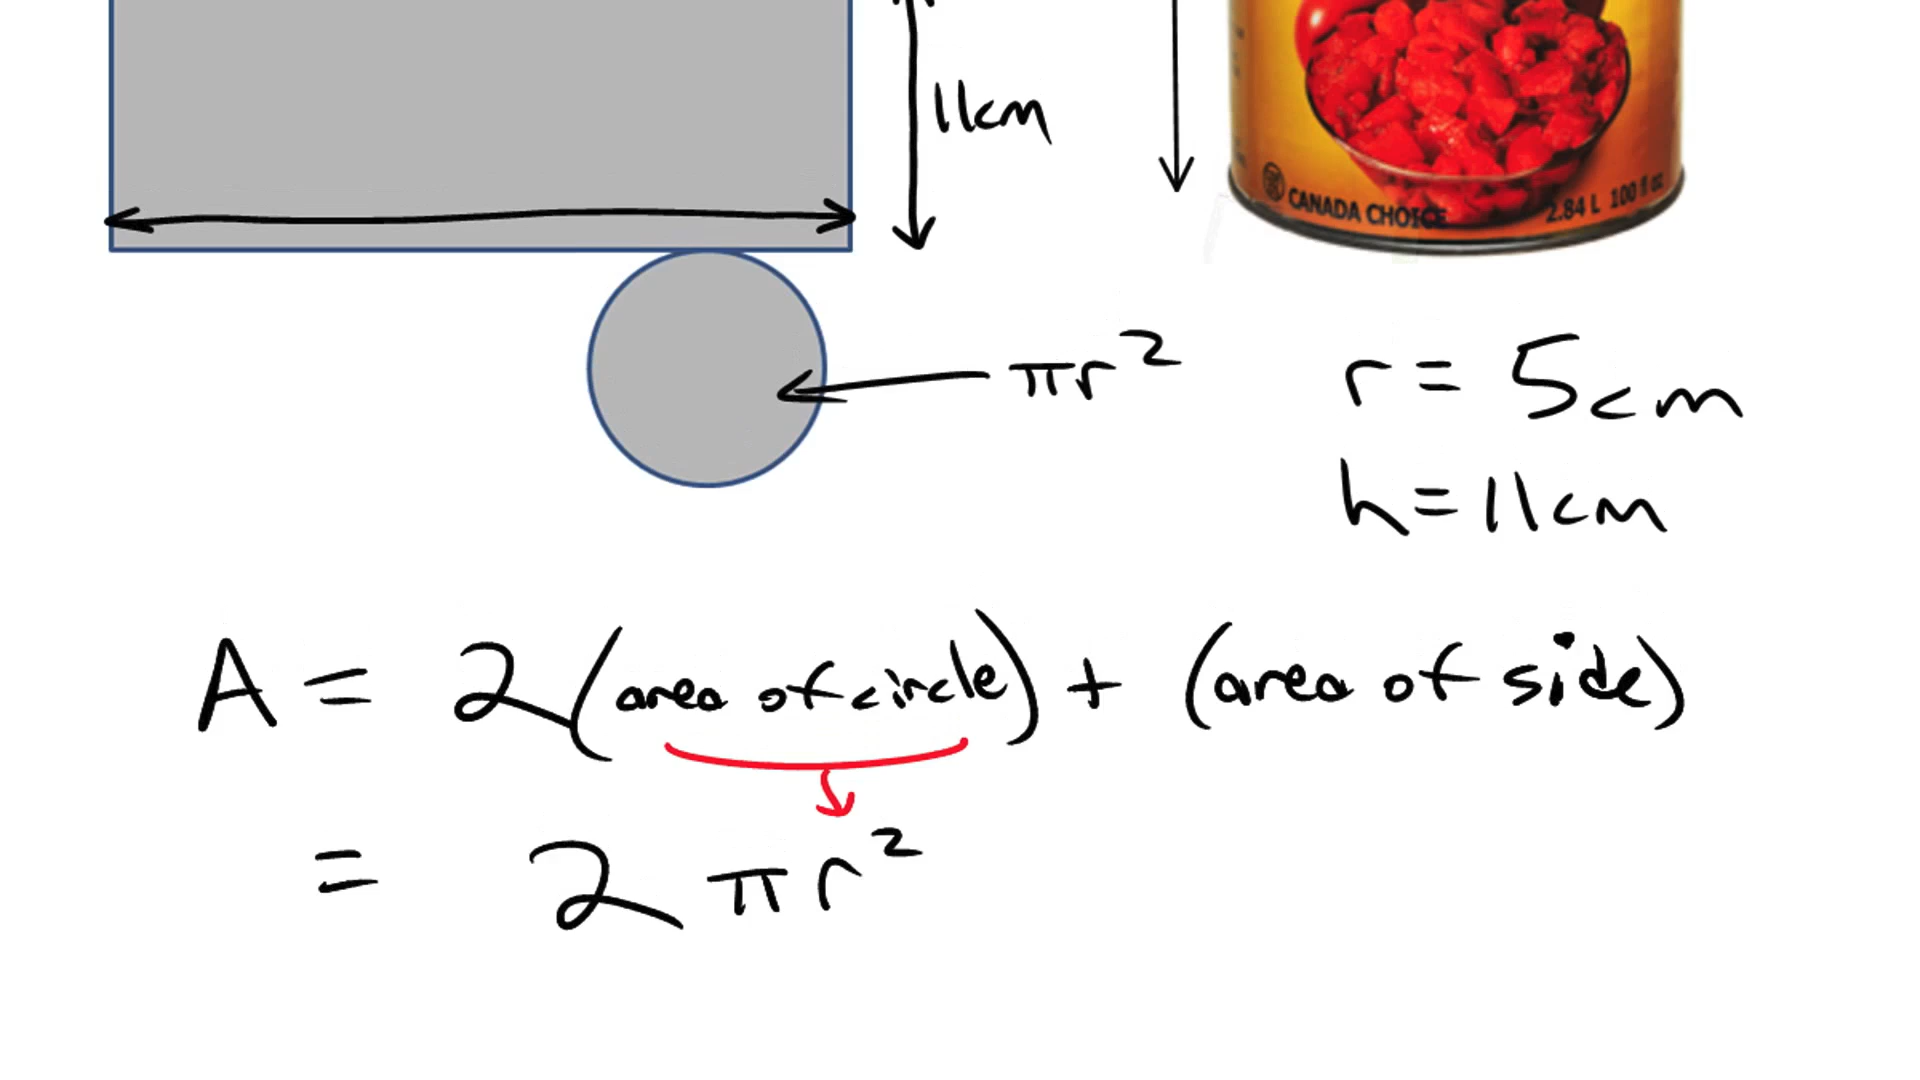 11cm
CANADA CHOICE 2.84 L 100 fl oz
πr²
r = 5cm
h = 11cm
A = 2(area of circle) + (area of side)
= 2πr²